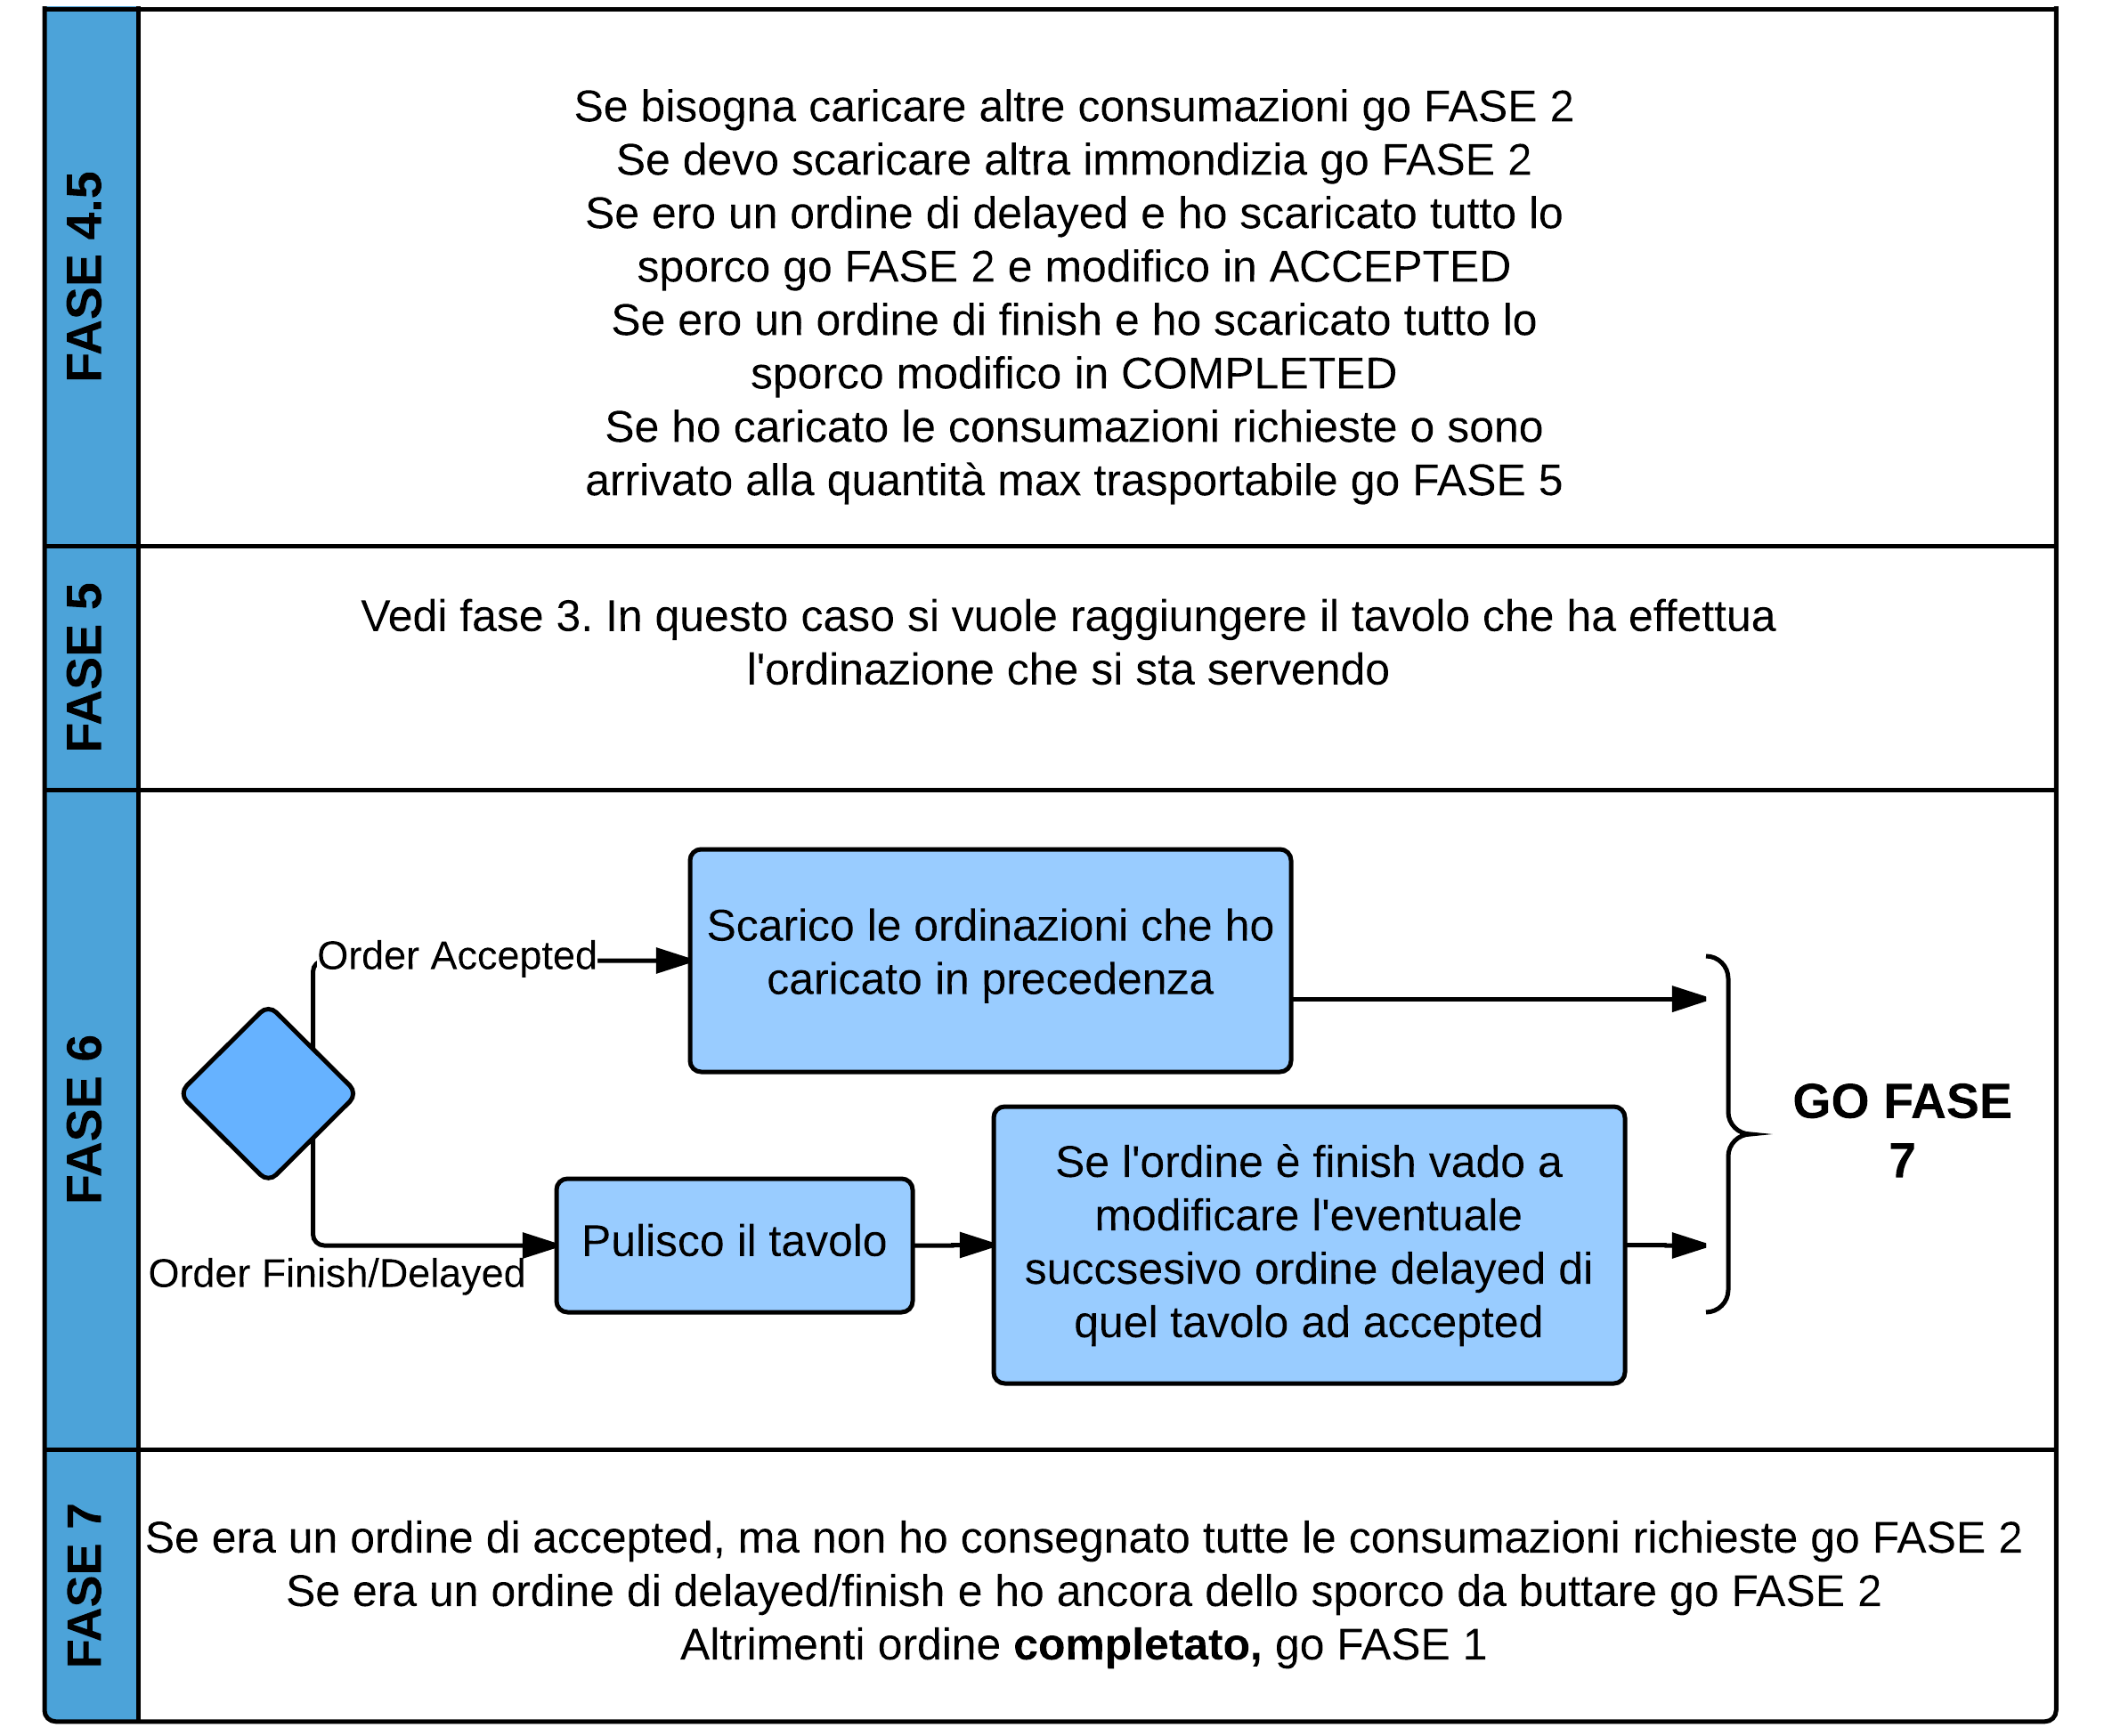 FASE 4.5
Se bisogna caricare altre consumazioni go FASE 2
Se devo scaricare altra immondizia go FASE 2
Se ero un ordine di delayed e ho scaricato tutto lo
sporco go FASE 2 e modifico in ACCEPTED
Se ero un ordine di finish e ho scaricato tutto lo
sporco modifico in COMPLETED
Se ho caricato le consumazioni richieste o sono
arrivato alla quantità max trasportabile go FASE 5
FASE 5
Vedi fase 3. In questo caso si vuole raggiungere il tavolo che ha effettua
l'ordinazione che si sta servendo
FASE 6
Order Accepted
Scarico le ordinazioni che ho
caricato in precedenza
Order Finish/Delayed
Pulisco il tavolo
Se l'ordine è finish vado a
modificare l'eventuale
succsesivo ordine delayed di
quel tavolo ad accepted
GO FASE
7
FASE 7
Se era un ordine di accepted, ma non ho consegnato tutte le consumazioni richieste go FASE 2
Se era un ordine di delayed/finish e ho ancora dello sporco da buttare go FASE 2
Altrimenti ordine completato, go FASE 1